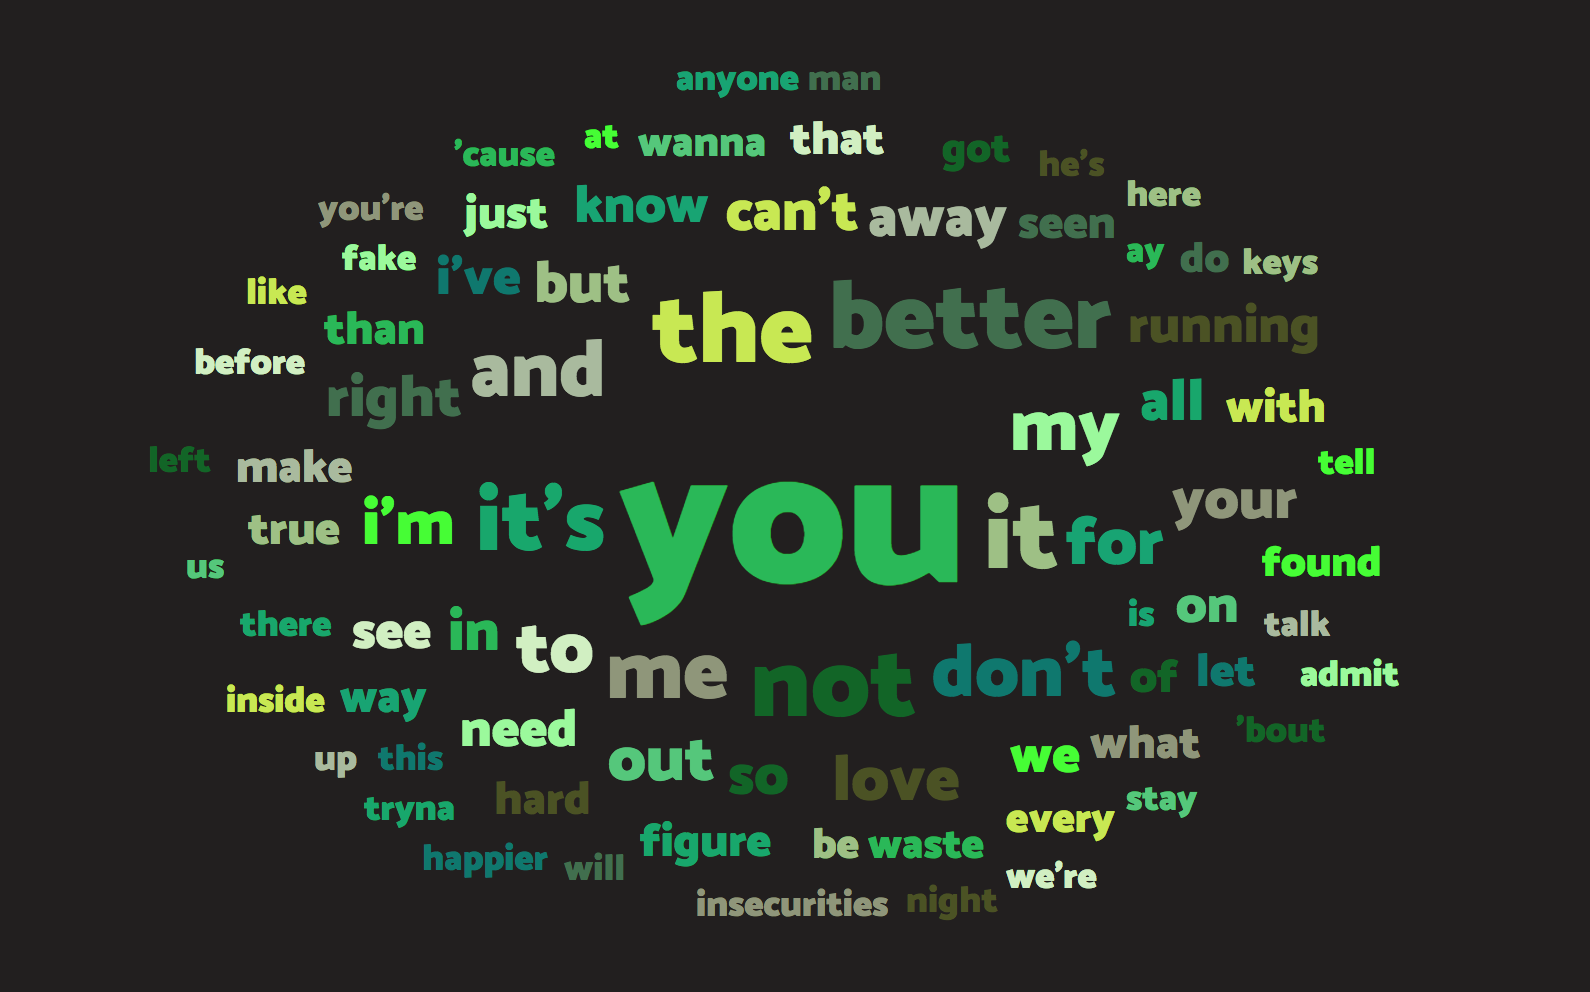 anyone man
'cause at wanna that got he's
you're just know can't away seen here
fake i've but ay do keys
like than the better running
before right and my all with
left make tell
true i'm it's you it for your
us found
there see in to is on talk
inside way me not don't of let admit
need 'bout
up this out so love we what
tryna hard every stay
happier will figure be waste we're
insecurities night